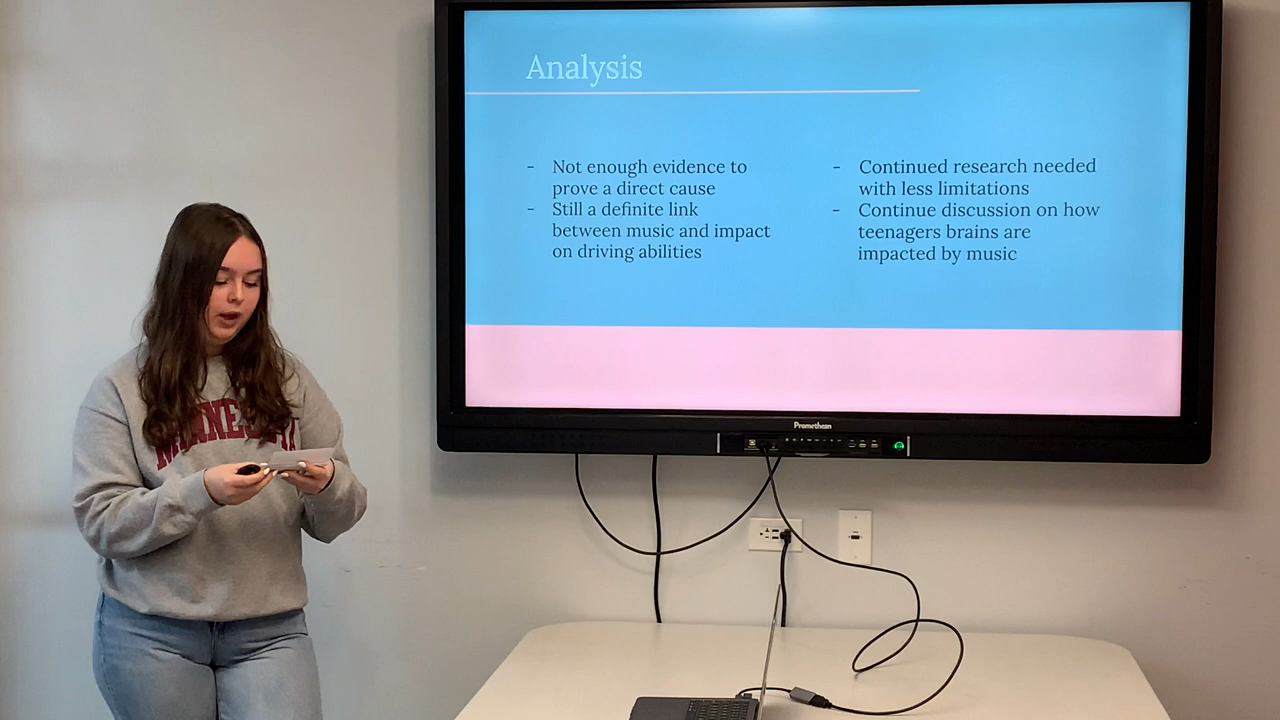 Analysis
- Not enough evidence to
prove a direct cause
- Still a definite link
between music and impact
on driving abilities
- Continued research needed
with less limitations
- Continue discussion on how
teenagers brains are
impacted by music
Promethean